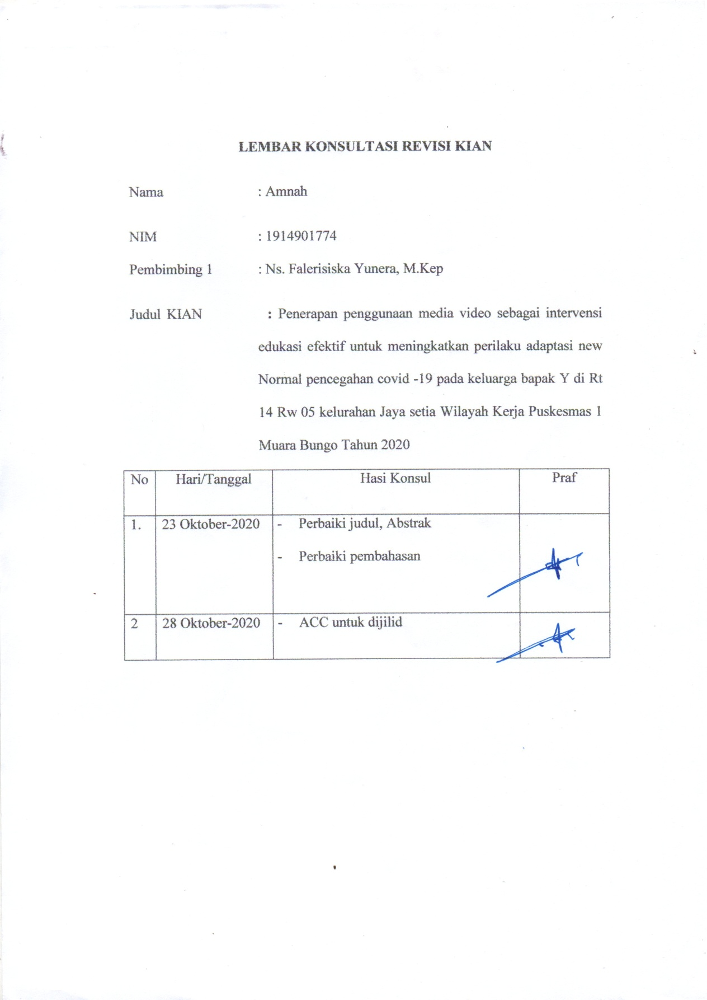 LEMBAR KONSULTASI REVISI KIAN
Nama : Amnah
NIM : 1914901774
Pembimbing 1 : Ns. Falerisiska Yunera, M.Kep
Judul KIAN : Penerapan penggunaan media video sebagai intervensi
edukasi efektif untuk meningkatkan perilaku adaptasi new
Normal pencegahan covid -19 pada keluarga bapak Y di Rt
14 Rw 05 kelurahan Jaya setia Wilayah Kerja Puskesmas 1
Muara Bungo Tahun 2020
No Hari/Tanggal Hasi Konsul Praf
1. 23 Oktober-2020 - Perbaiki judul, Abstrak
- Perbaiki pembahasan
2 28 Oktober-2020 - ACC untuk dijilid